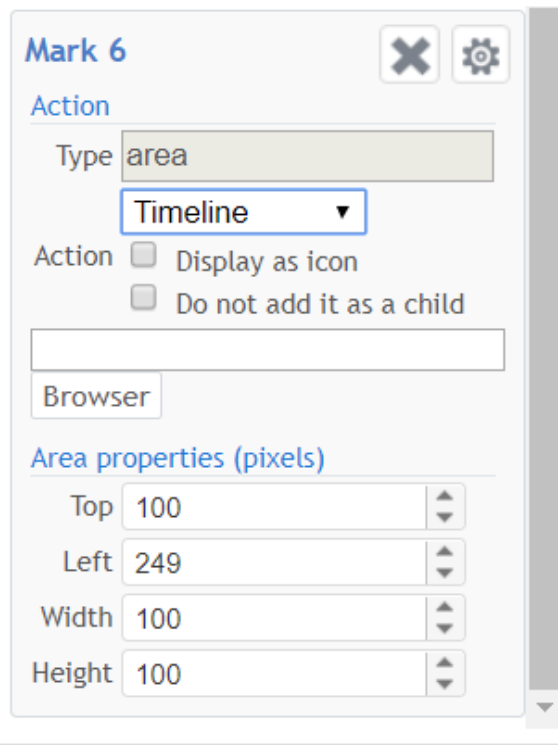 Mark 6
Action
Type area
Timeline
Action Display as icon
Do not add it as a child
Browser
Area properties (pixels)
Top 100
Left 249
Width 100
Height 100